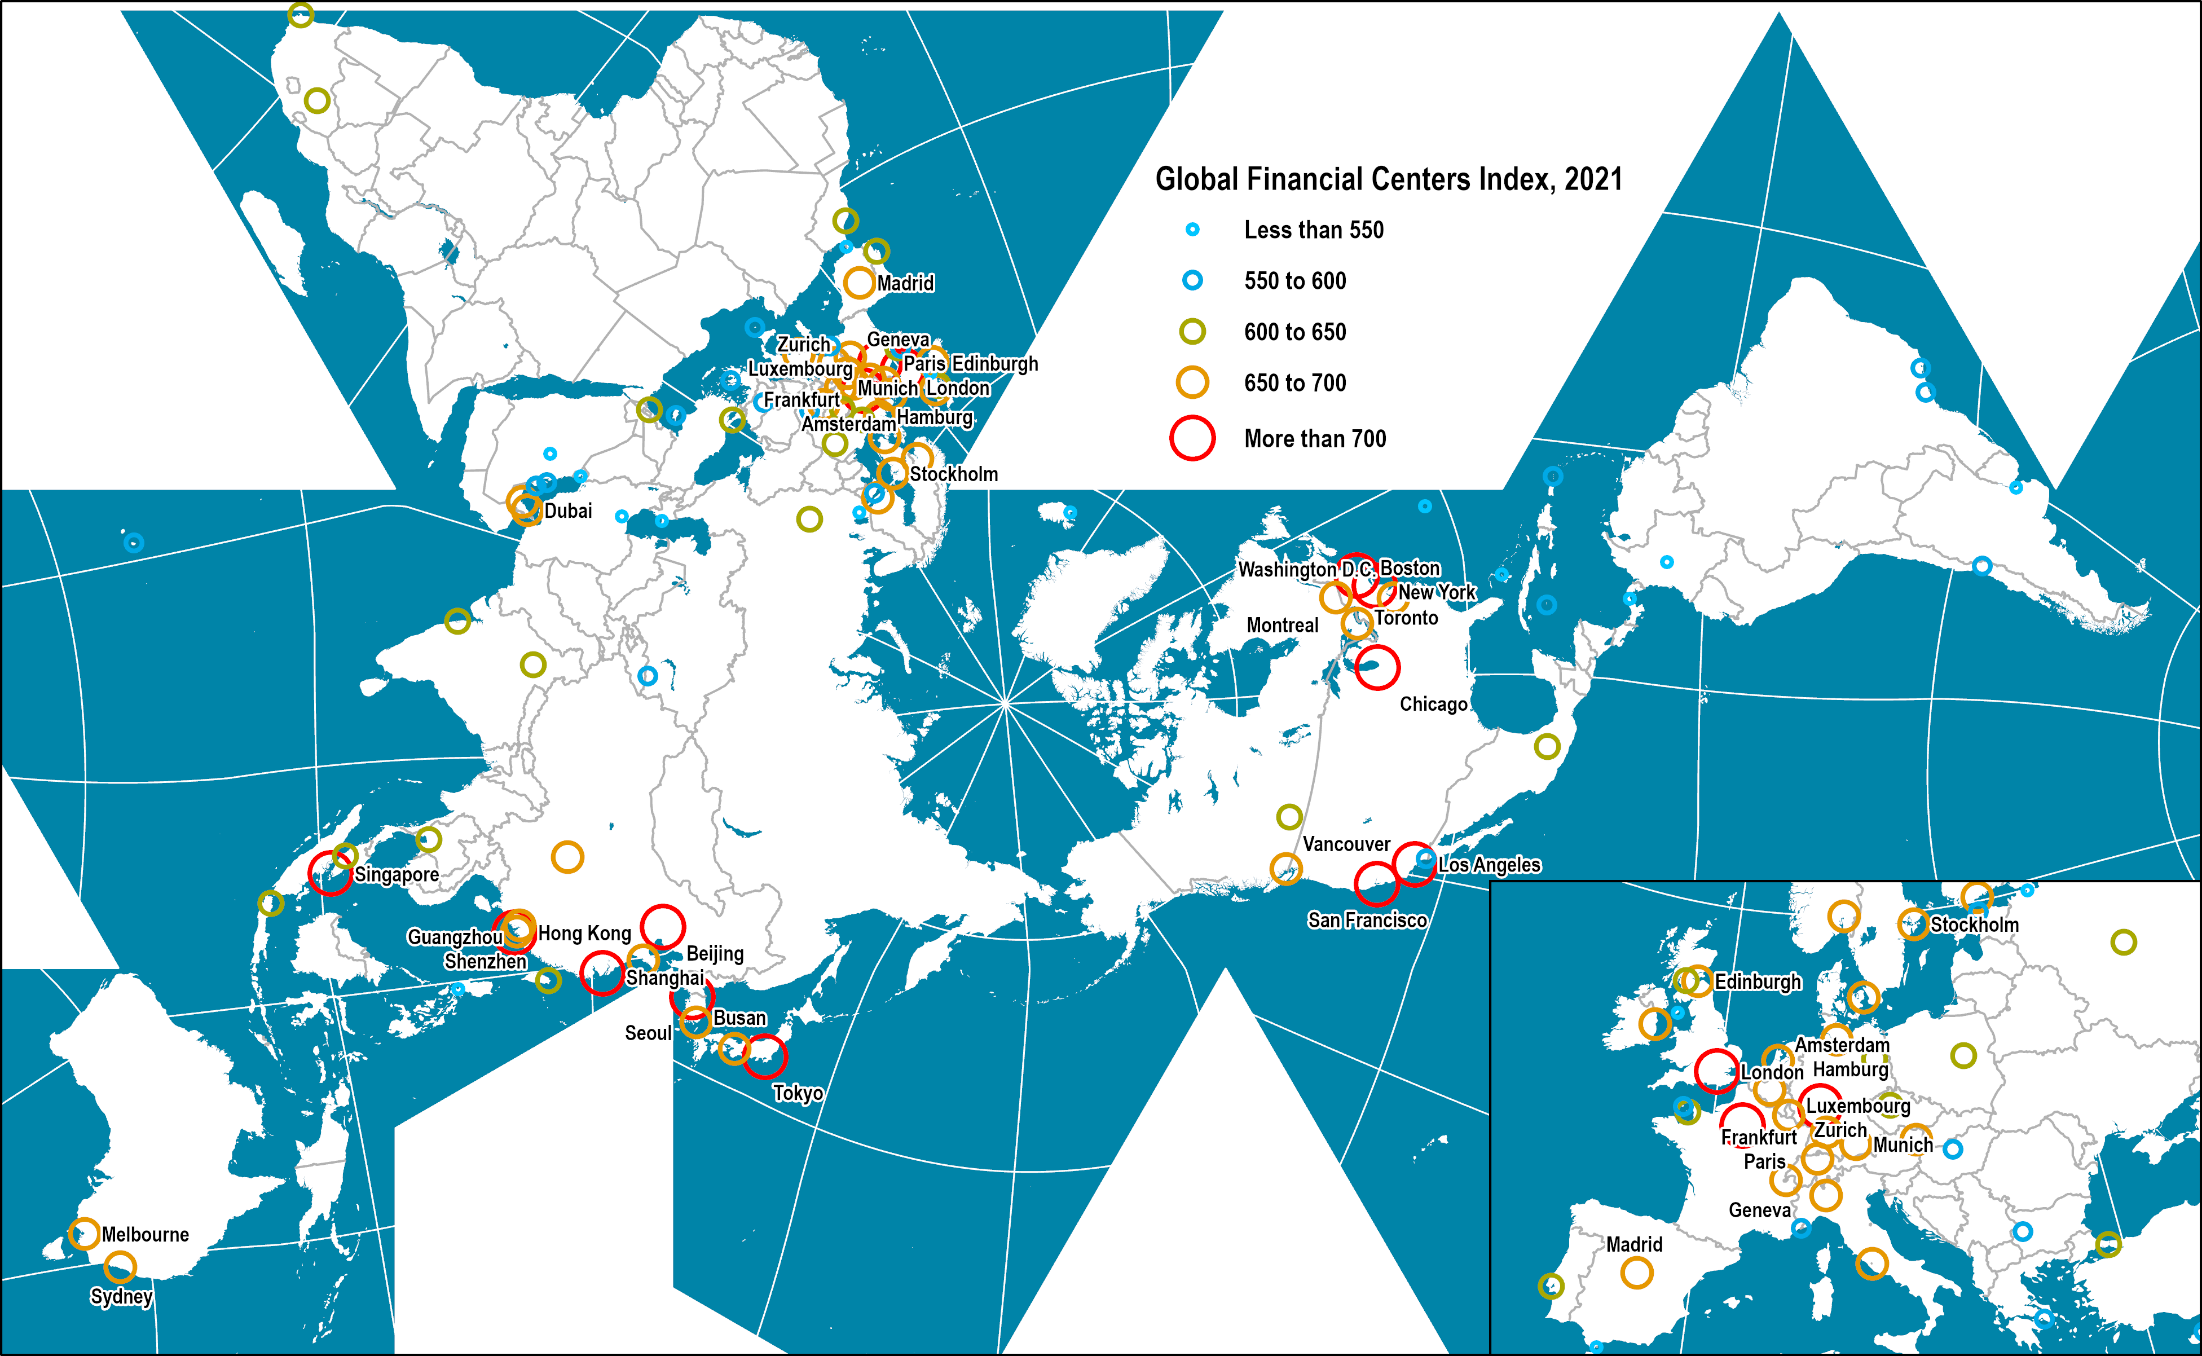 Global Financial Centers Index, 2021
Less than 550
550 to 600
600 to 650
650 to 700
More than 700
Madrid
Geneva
Zurich
Paris
Edinburgh
Luxembourg
Munich
London
Frankfurt
Hamburg
Amsterdam
Stockholm
Dubai
Washington D.C.
Boston
New York
Toronto
Montreal
Chicago
Vancouver
Los Angeles
San Francisco
Singapore
Guangzhou
Hong Kong
Shenzhen
Beijing
Shanghai
Busan
Seoul
Tokyo
Melbourne
Sydney
Stockholm
Edinburgh
Amsterdam
London
Hamburg
Luxembourg
Frankfurt
Zurich
Munich
Paris
Geneva
Madrid